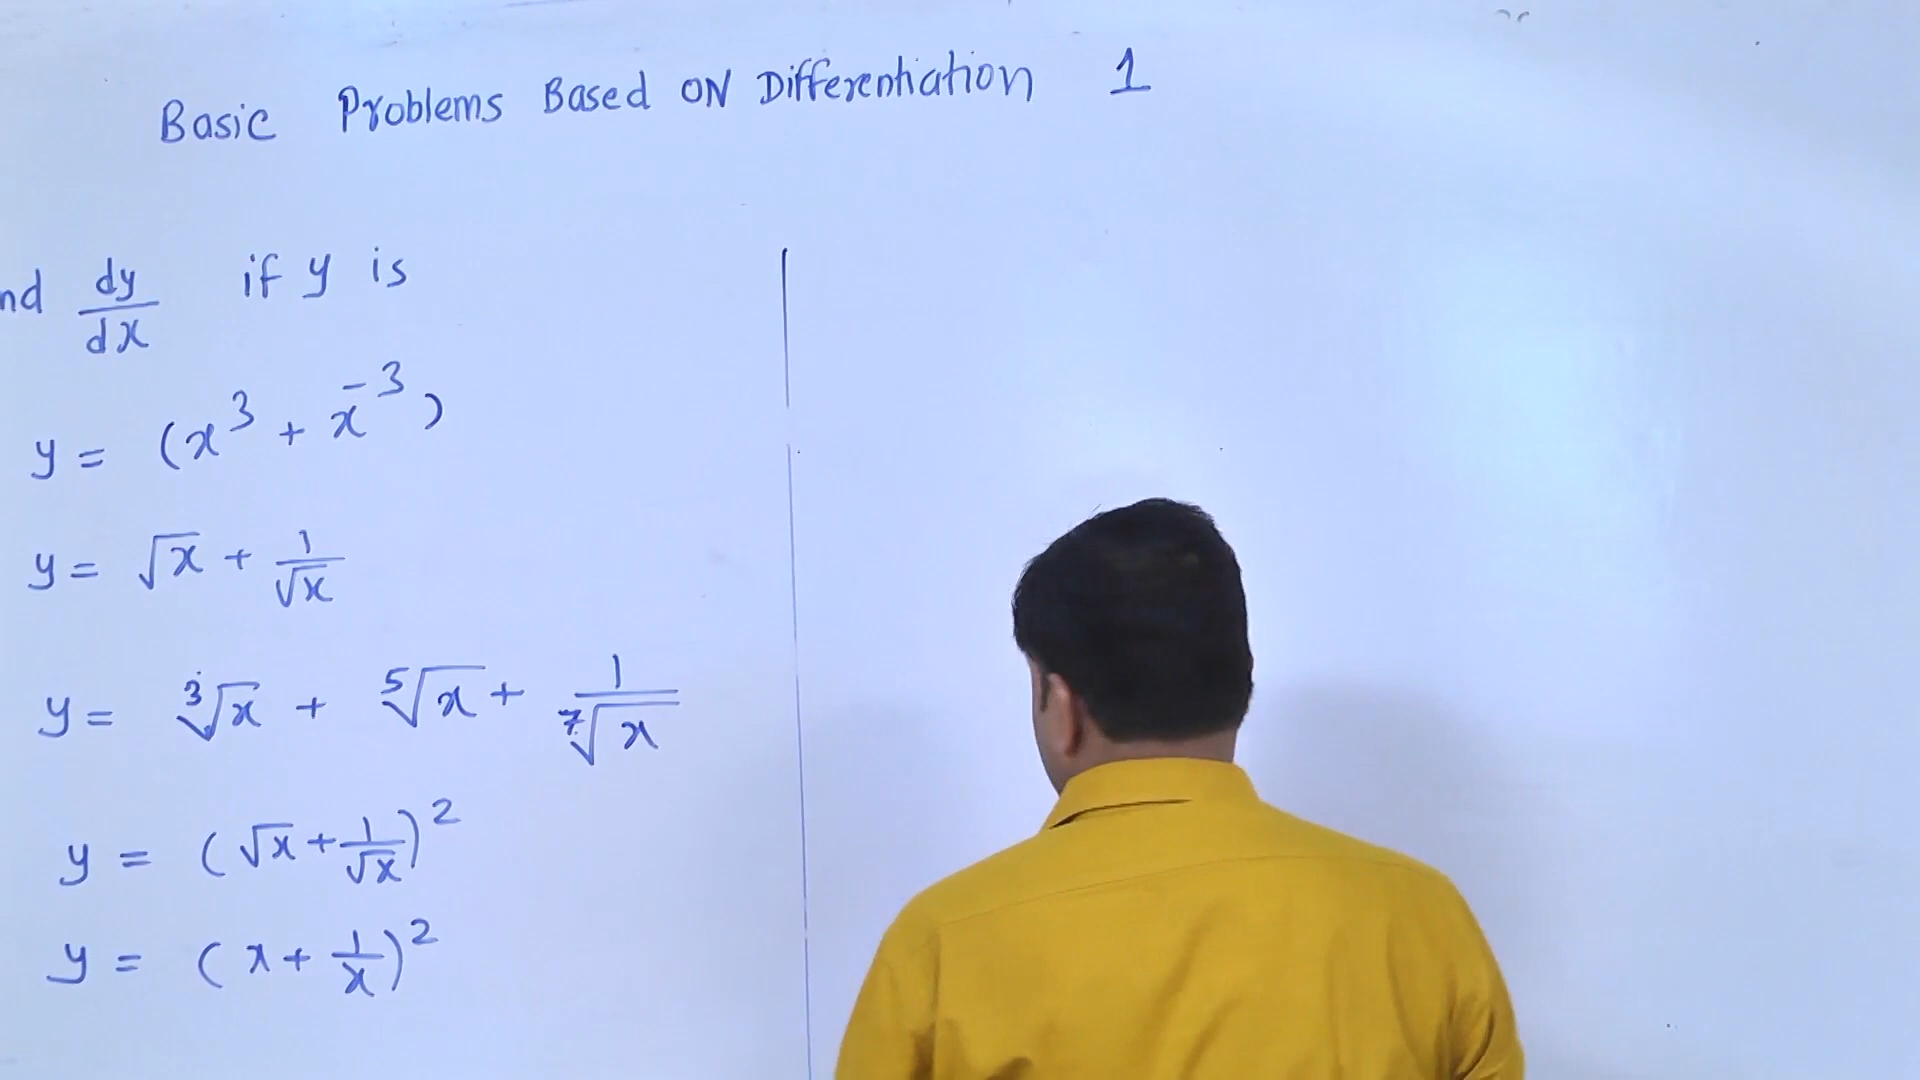 Basic Problems Based ON Differentiation 1
nd dy/dx if y is
y = (x³ + x⁻³)
y = √x + 1/√x
y = ³√x + ⁵√x + 1/⁷√x
y = (√x + 1/√x)²
y = (x + 1/x)²